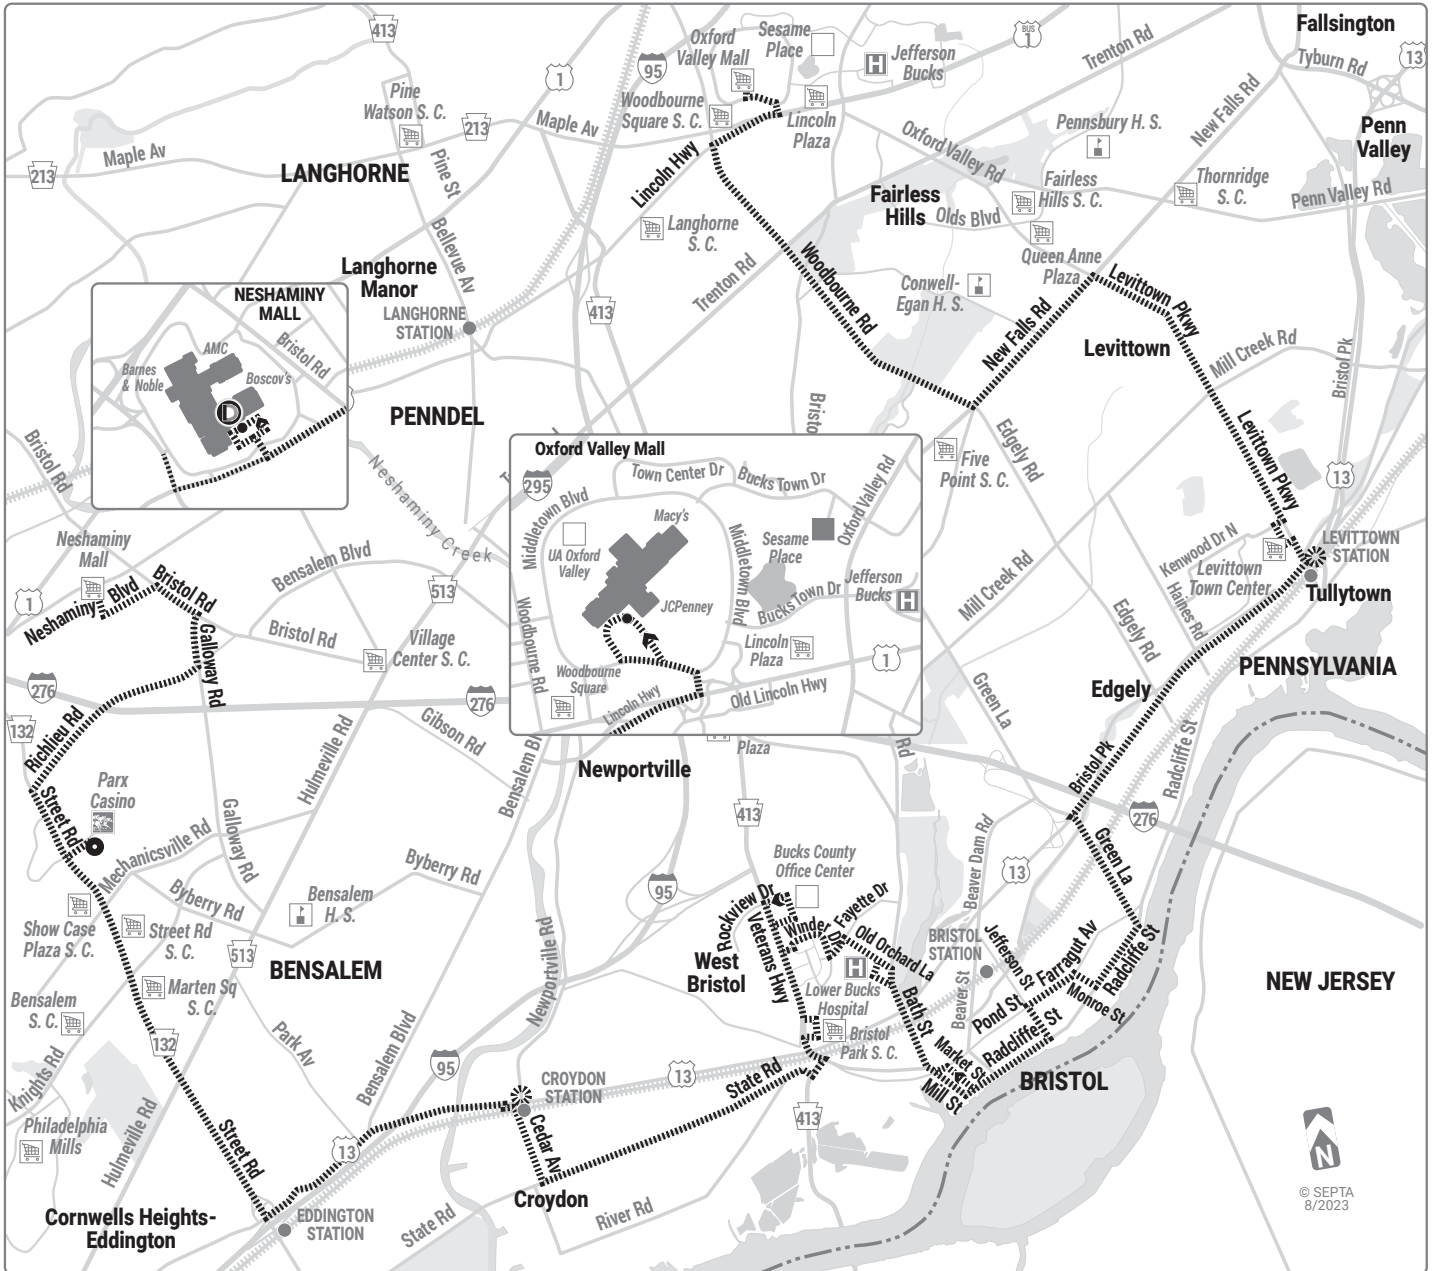 413
Oxford
Valley Mall
Sesame
Place
BUS
1
Fallsington
Trenton Rd
13
Tyburn Rd
1
95
H
Jefferson
Bucks
Pine
Watson S. C.
Woodbourne
Square S. C.
New Falls Rd
213
Maple Av
Lincoln
Plaza
Pennsbury H. S.
Penn
Valley
Oxford Valley Rd
Maple Av
213
LANGHORNE
Pine St
Lincoln Hwy
Fairless
Hills S. C.
Thornridge
S. C.
Fairless
Hills
Penn Valley Rd
Olds Blvd
Langhorne
S. C.
Bellevue Av
Queen Anne
Plaza
Langhorne
Manor
Trenton Rd
Woodbourne Rd
Conwell-
Egan H. S.
Levittown Pkwy
LANGHORNE
STATION
413
New Falls Rd
Levittown
Mill Creek Rd
Bristol Pk
NESHAMINY
MALL
Bristol Rd
AMC
Barnes
& Noble
Boscov's
D
PENNDEL
Bristo
Levittown Pkwy
Edgely Rd
Five
Point S. C.
13
Bristol Rd
Neshaminy Creek
Oxford Valley Mall
295
Town Center Dr
Bucks Town Dr
Middletown Blvd
Macy's
Oxford Valley Rd
UA Oxford
Valley
Middletown Blvd
Sesame
Place
JCPenney
Jefferson
Bucks
H
Bucks Town Dr
Woodbourne Rd
Lincoln
Plaza
1
Woodbourne
Square
Lincoln Hwy
Old Lincoln Hwy
Kenwood Dr N
LEVITTOWN
STATION
Levittown
Town Center
Haines Rd
Tullytown
Mill Creek Rd
Edgely Rd
Neshaminy
Mall
Bensalem Blvd
513
1
Neshaminy Blvd
Bristol Rd
Bristol Rd
Village
Center S. C.
Galloway Rd
PENNSYLVANIA
276
276
Edgely
Green La
132
Richlieu Rd
Hulmeville Rd
Gibson Rd
Bensalem Bl
Plaza
Rd
Newportville
Bristol Pk
Radcliffe St
Parx
Casino
Street Rd
413
276
Galloway Rd
Mechanicsville Rd
Beaver Dam Rd
Green La
Byberry Rd
Bucks County
Office Center
13
95
Byberry Rd
Bensalem
H. S.
Rockview Dr
Fayette Dr
Show Case
Plaza S. C.
Street Rd
S. C.
Veterans Hwy
Winder Dr
Old Orchard La
BRISTOL
STATION
Jefferson St
Farragut Av
Radcliffe St
513
BENSALEM
Newportville Rd
West
Bristol
H
NEW JERSEY
Marten Sq
S. C.
Lower Bucks
Hospital
Bath St
Beaver St
Pond St
Monroe St
Bensalem
S. C.
Bristol
Park S. C.
Radcliffe St
Market St
132
Park Av
Bensalem Blvd
95
CROYDON
STATION
13
State Rd
Mill St
BRISTOL
Knights Rd
413
Philadelphia
Mills
Hulmeville Rd
Street Rd
13
Cedar Av
N
Croydon
© SEPTA
8/2023
Cornwells Heights-
Eddington
EDDINGTON
STATION
State Rd
River Rd